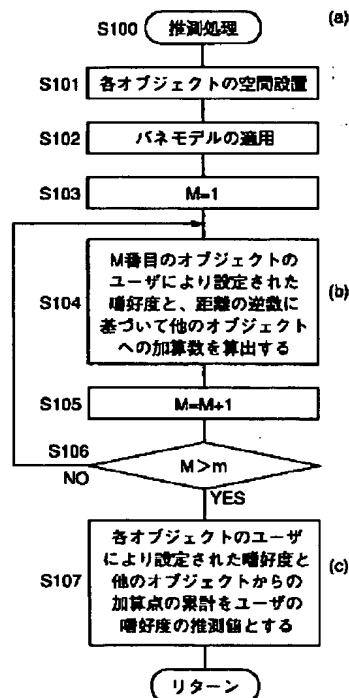 (a)
S100 推測処理
S101 各オブジェクトの空間設置
S102 バネモデルの適用
S103 M=1
M番目のオブジェクトの
ユーザにより設定された
S104 嗜好度と、距離の逆数に (b)
基づいて他のオブジェクト
への加算数を算出する
S105 M=M+1
S106
M>m
NO
YES
各オブジェクトのユーザ
により設定された嗜好度と
S107 他のオブジェクトからの (c)
加算点の累計をユーザの
嗜好度の推測値とする
リターン